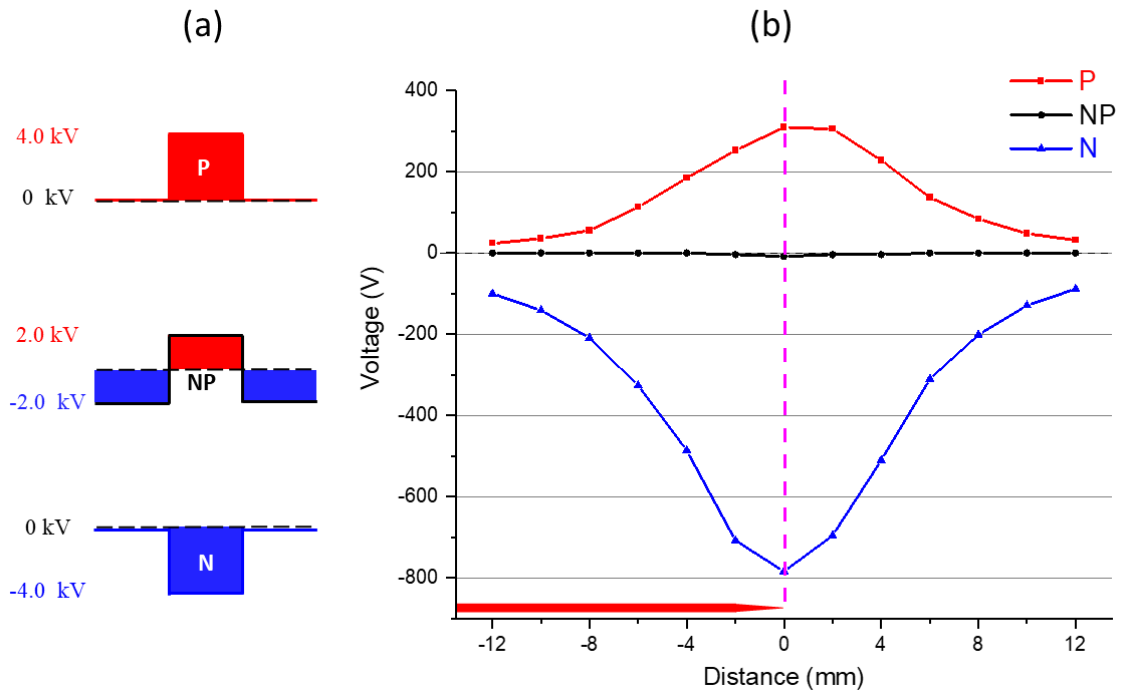 (a)
4.0 kV
P
0 kV
2.0 kV
NP
-2.0 kV
0 kV
N
-4.0 kV
(b)
P
NP
N
400
200
0
-200
-400
-600
-800
Voltage (V)
-12
-8
-4
0
4
8
12
Distance (mm)